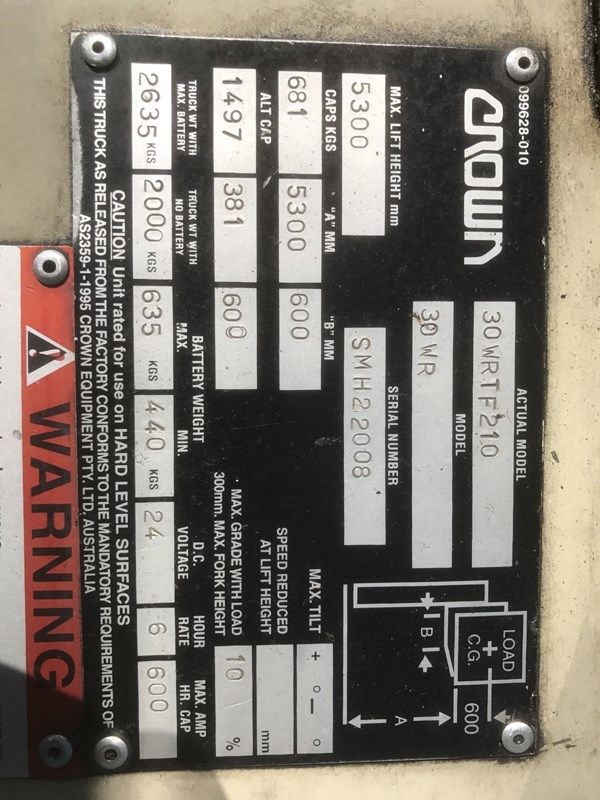 099628-010
CROWN
ACTUAL MODEL
30WRTF210
MODEL
30WR
MAX. LIFT HEIGHT mm
SERIAL NUMBER
5300
SMH22008
LOAD
C.G.
600
B
A
CAPS KGS "A" MM "B" MM
681 5300 600
ALT CAP
1497 381 600
MAX. TILT + ° — °
SPEED REDUCED
AT LIFT HEIGHT mm
MAX. GRADE WITH LOAD
300mm. MAX. FORK HEIGHT 10 %
TRUCK WT WITH
MAX. BATTERY
TRUCK WT WITH
NO BATTERY
BATTERY WEIGHT
MAX. MIN.
D.C.
VOLTAGE
HOUR
RATE
MAX. AMP
HR. CAP
2635 KGS 2000 KGS 635 KGS 440 KGS 24 6 600
CAUTION Unit rated for use on HARD LEVEL SURFACES
THIS TRUCK AS RELEASED FROM THE FACTORY CONFORMS TO THE MANDATORY REQUIREMENTS OF
AS2359-1-1995 CROWN EQUIPMENT PTY. LTD, AUSTRALIA
WARNING